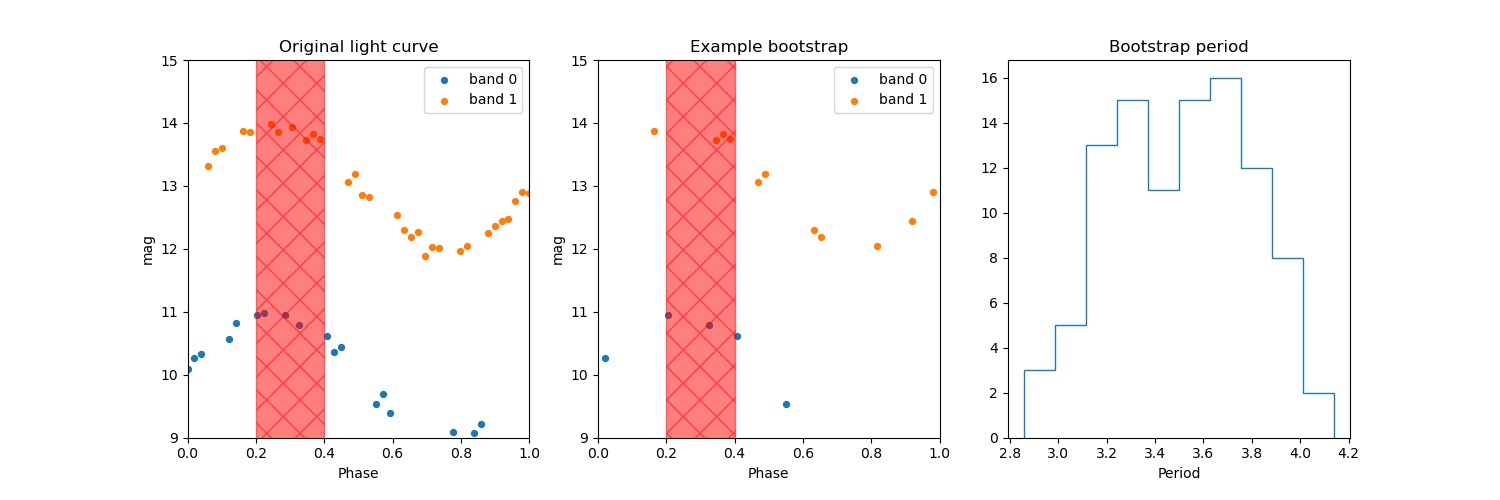 Original light curve
15
14
13
12
11
10
9
mag
band 0
band 1
0.0 0.2 0.4 0.6 0.8 1.0
Phase
Example bootstrap
15
14
13
12
11
10
9
mag
band 0
band 1
0.0 0.2 0.4 0.6 0.8 1.0
Phase
Bootstrap period
16
14
12
10
8
6
4
2
0
2.8 3.0 3.2 3.4 3.6 3.8 4.0 4.2
Period